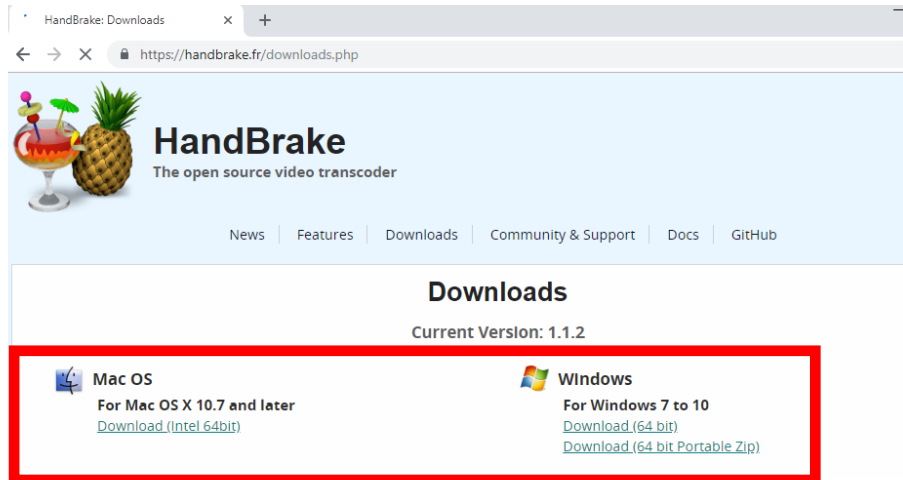 HandBrake: Downloads
https://handbrake.fr/downloads.php
HandBrake
The open source video transcoder
News Features Downloads Community & Support Docs GitHub
Downloads
Current Version: 1.1.2
Mac OS
For Mac OS X 10.7 and later
Download (Intel 64bit)
Windows
For Windows 7 to 10
Download (64 bit)
Download (64 bit Portable Zip)